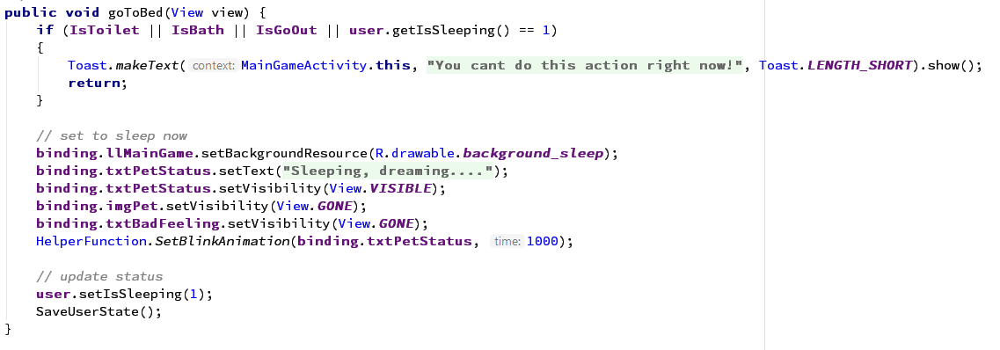 public void goToBed(View view) {
    if (IsToilet || IsBath || IsGoOut || user.getIsSleeping() == 1)
    {
        Toast.makeText( context: MainGameActivity.this, "You cant do this action right now!", Toast.LENGTH_SHORT).show();
        return;
    }

    // set to sleep now
    binding.llMainGame.setBackgroundResource(R.drawable.background_sleep);
    binding.txtPetStatus.setText("Sleeping, dreaming....");
    binding.txtPetStatus.setVisibility(View.VISIBLE);
    binding.imgPet.setVisibility(View.GONE);
    binding.txtBadFeeling.setVisibility(View.GONE);
    HelperFunction.SetBlinkAnimation(binding.txtPetStatus, time: 1000);

    // update status
    user.setIsSleeping(1);
    SaveUserState();
}